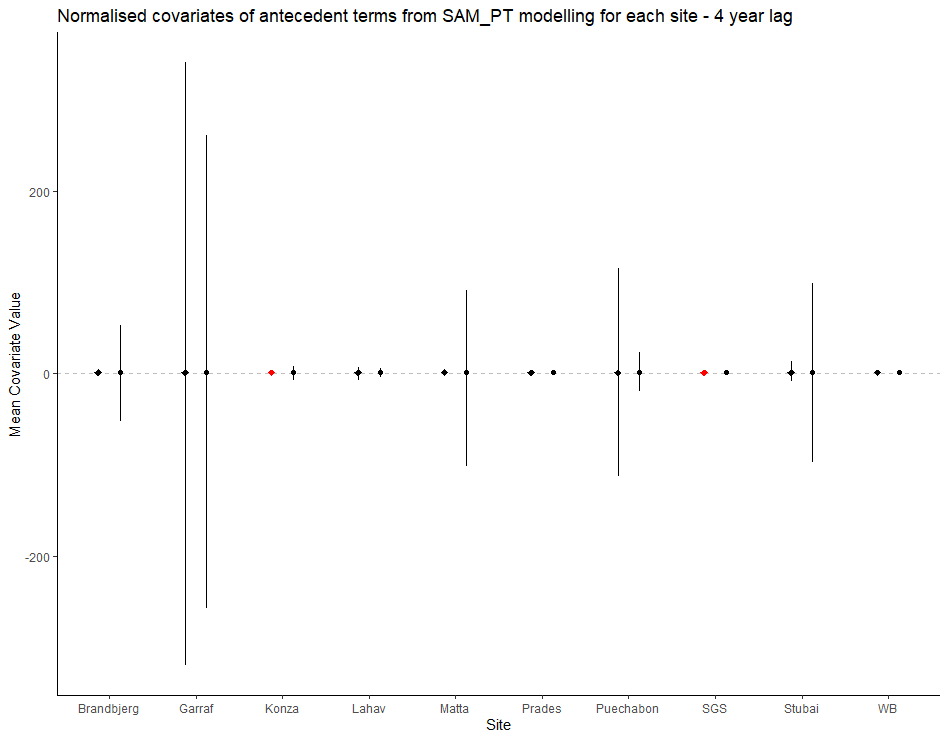 Normalised covariates of antecedent terms from SAM_PT modelling for each site - 4 year lag
Mean Covariate Value
200
0
-200
Brandbjerg Garraf Konza Lahav Matta Prades Puechabon SGS Stubai WB
Site